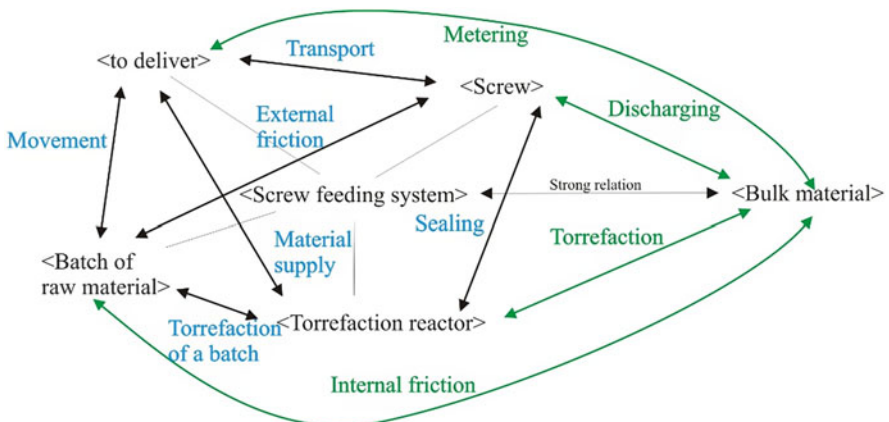 Metering
Transport
<to deliver>
<Screw>
External
friction
Discharging
Movement
<Screw feeding system>
Strong relation
<Bulk material>
Sealing
Material
supply
Torrefaction
<Batch of
raw material>
<Torrefaction reactor>
Torrefaction
of a batch
Internal friction